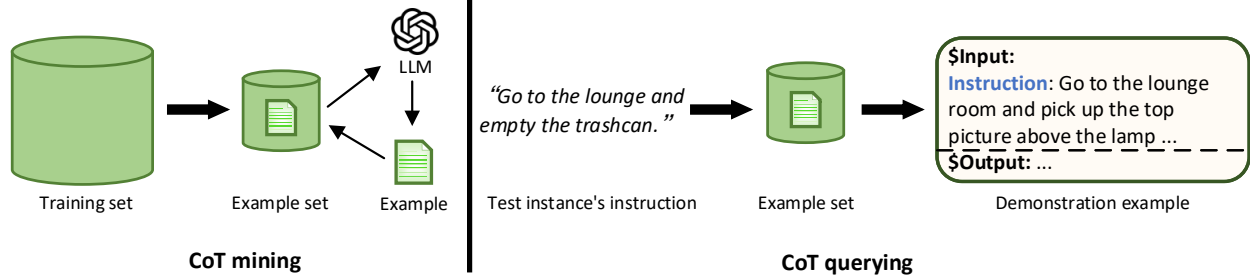 LLM
Training set
Example set
Example
CoT mining
“Go to the lounge and
empty the trashcan.”
Test instance's instruction
Example set
$Input:
Instruction: Go to the lounge
room and pick up the top
picture above the lamp ...
$Output: ...
Demonstration example
CoT querying